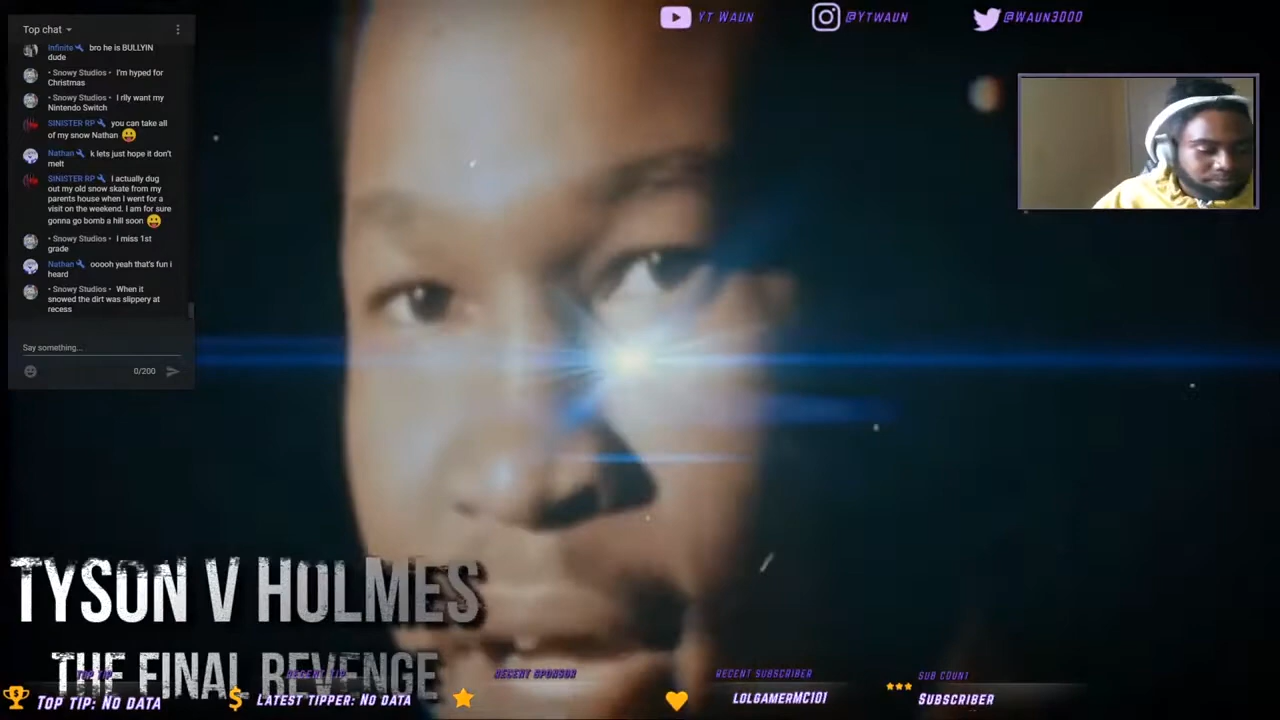 Top chat
Infinite bro he is BULLYIN
dude
• Snowy Studios • I'm hyped for
Christmas
• Snowy Studios • I rlly want my
Nintendo Switch
SINISTER RP you can take all
of my snow Nathan
Nathan k lets just hope it don't
melt
SINISTER RP I actually dug
out my old snow skate from my
parents house when I went for a
visit on the weekend. I am for sure
gonna go bomb a hill soon
• Snowy Studios • I miss 1st
grade
Nathan ooooh yeah that's fun i
heard
• Snowy Studios • When it
snowed the dirt was slippery at
recess
Say something...
0/200
YT WAUN
@YTWAUN
@WAUN3000
TYSON V HOLMES
THE FINAL REVENGE
TOP TIP
TOP TIP: NO DATA
RECENT TIP
LATEST TIPPER: NO DATA
RECENT SPONSOR
RECENT SUBSCRIBER
LOLGAMERMC101
SUB COUNT
SUBSCRIBER